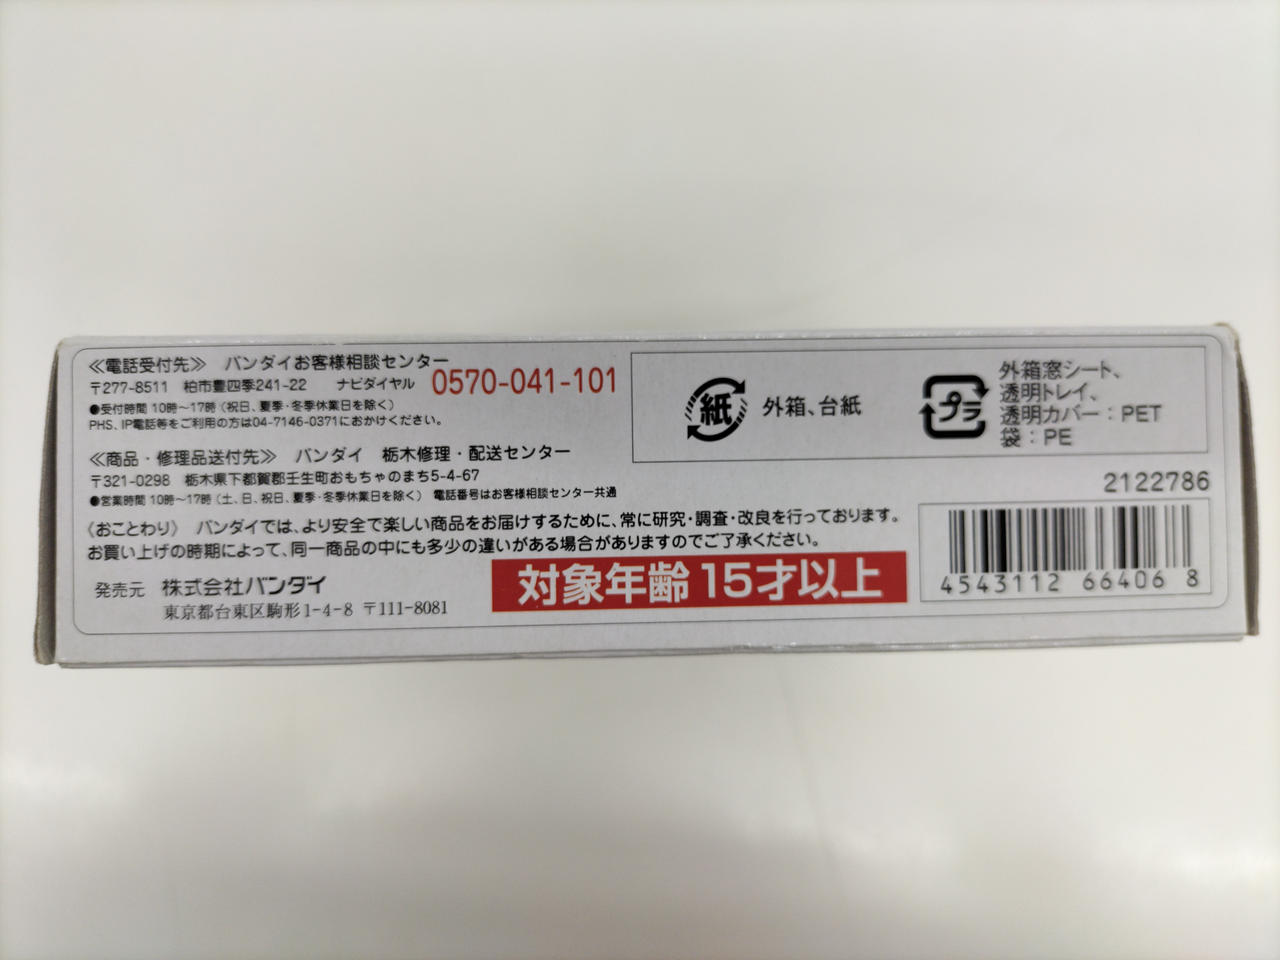 ≪電話受付先≫ バンダイお客様相談センター
〒277-8511 柏市豊四季241-22 ナビダイヤル 0570-041-101
●受付時間 10時～17時（祝日、夏季・冬季休業日を除く）
PHS、IP電話等をご利用の方は04-7146-0371におかけください。
≪商品・修理品送付先≫ バンダイ 栃木修理・配送センター
〒321-0298 栃木県下都賀郡壬生町おもちゃのまち5-4-67
●営業時間 10時～17時（土、日、祝日、夏季・冬季休業日を除く） 電話番号はお客様相談センター共通
〈おことわり〉 バンダイでは、より安全で楽しい商品をお届けするために、常に研究・調査・改良を行っております。
お買い上げの時期によって、同一商品の中にも多少の違いがある場合がありますのでご了承ください。
発売元 株式会社バンダイ
東京都台東区駒形1-4-8 〒111-8081
対象年齢 15才以上
紙 外箱、台紙
プラ
外箱窓シート、
透明トレイ、
透明カバー：PET
袋：PE
2122786
4543112 664068